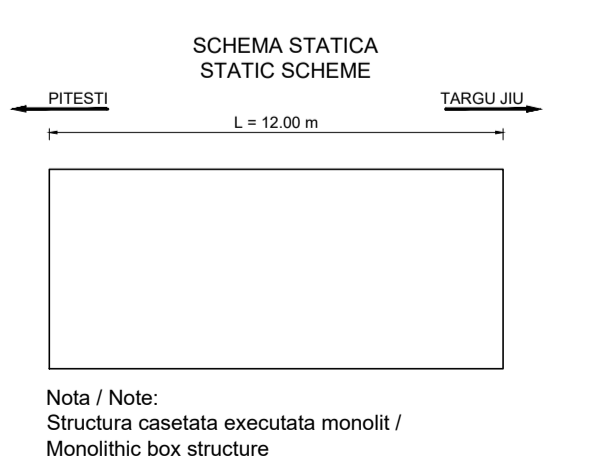 SCHEMA STATICA
STATIC SCHEME
PITESTI
TARGU JIU
L = 12.00 m
Nota / Note:
Structura casetata executata monolit /
Monolithic box structure